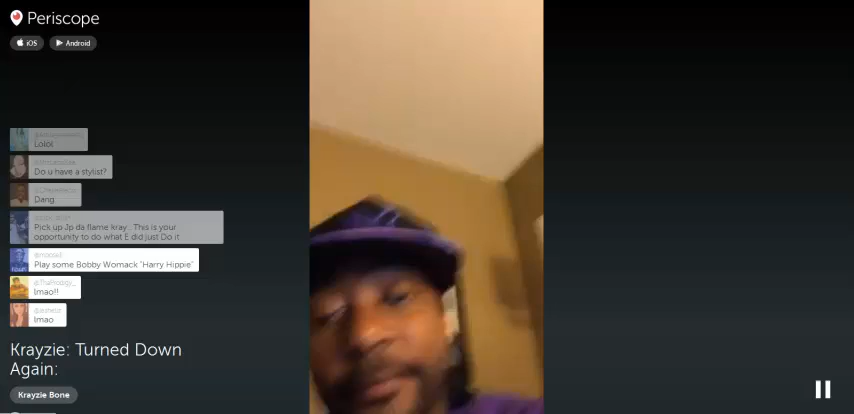 Periscope
iOS
Android
Lolol
Do u have a stylist?
Dang
Pick up Jp da flame kray.. This is your
opportunity to do what E did just Do it
Play some Bobby Womack "Harry Hippie"
@ThaProdigy_
lmao!!
lmao
Krayzie: Turned Down
Again:
Krayzie Bone